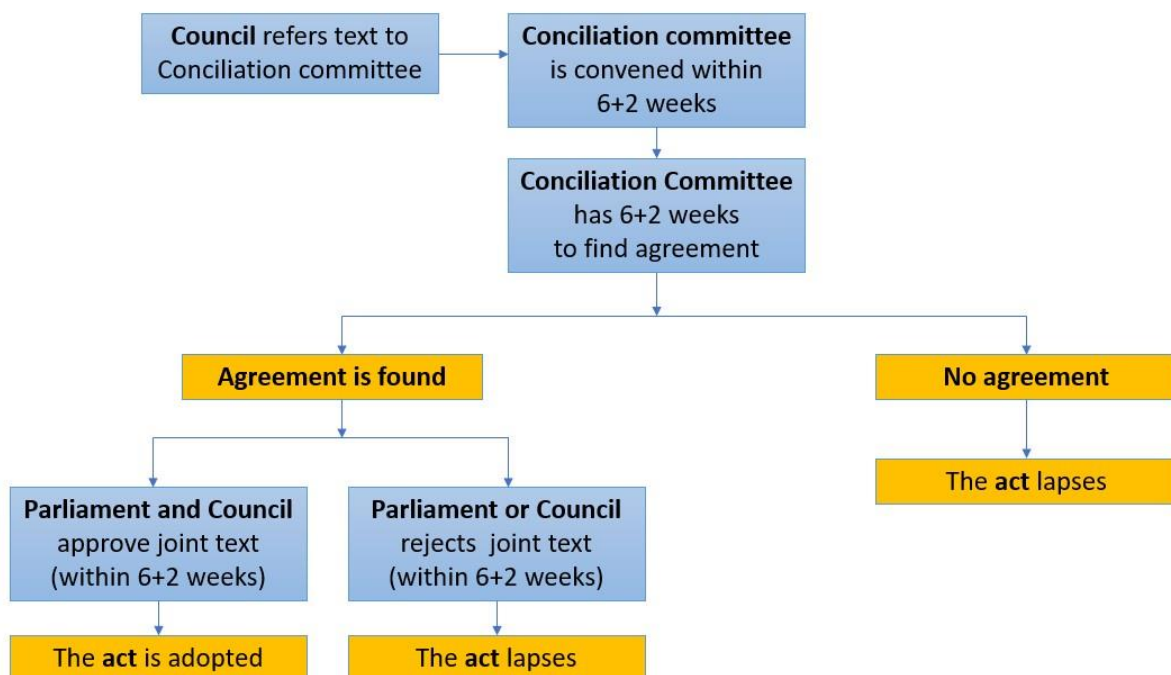 Council refers text to
Conciliation committee
Conciliation committee
is convened within
6+2 weeks
Conciliation Committee
has 6+2 weeks
to find agreement
Agreement is found
No agreement
The act lapses
Parliament and Council
approve joint text
(within 6+2 weeks)
Parliament or Council
rejects joint text
(within 6+2 weeks)
The act is adopted
The act lapses